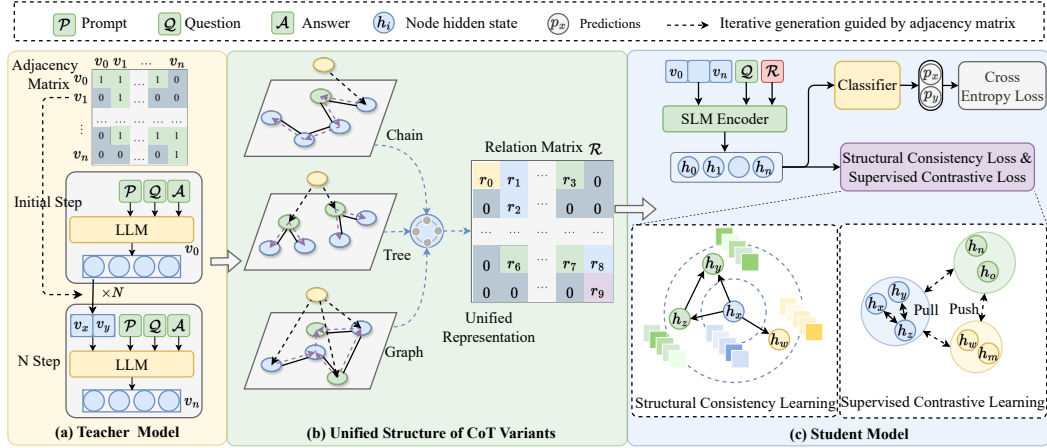 𝒫 Prompt 𝒬 Question 𝒜 Answer h_i Node hidden state p_x Predictions Iterative generation guided by adjacency matrix
Adjacency
Matrix
v_0 v_1 ... v_n
v_0 1 1 ... 1 0
v_1 0 1 ... 0 0
⋮ ... ... ... ...
0 1 ... 1 0
v_n 0 0 ... 0 1
Initial Step
𝒫 𝒬 𝒜
LLM
v_0
×N
v_x v_y 𝒫 𝒬 𝒜
N Step
LLM
v_n
(a) Teacher Model
Chain
Tree
Graph
Relation Matrix ℛ
r_0 r_1 ... r_3 0
0 r_2 ... 0 0
... ... ... ...
0 r_6 ... r_7 r_8
0 0 ... 0 r_9
Unified
Representation
(b) Unified Structure of CoT Variants
v_0 v_n 𝒬 ℛ
SLM Encoder
h_0 h_1 h_n
Classifier
p_x
p_y
Cross
Entropy Loss
Structural Consistency Loss &
Supervised Contrastive
Loss
h_y
h_z
h_x
h_w
Structural Consistency Learning
h_n
h_o
h_x
h_y
h_z
Pull
Push
h_w
h_m
Supervised Contrastive Learning
(c) Student Model